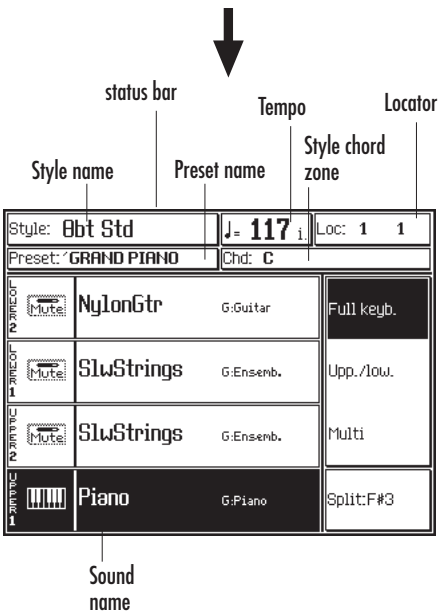 status bar
Tempo
Locator
Style chord
zone
Style name
Preset name
Style: 8bt Std
♩= 117 i.
Loc: 1 1
Preset:´GRAND PIANO
Chd: C
LOWER 2
Mute
NylonGtr
G:Guitar
Full keyb.
LOWER 1
Mute
SlwStrings
G:Ensemb.
Upp./low.
UPPER 2
Mute
SlwStrings
G:Ensemb.
Multi
UPPER 1
Piano
G:Piano
Split:F#3
Sound
name